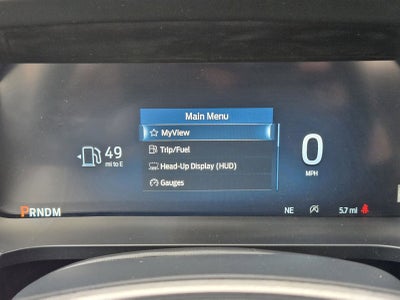 Main Menu
MyView
Trip/Fuel
Head-Up Display (HUD)
Gauges
49
mi to E
0
MPH
PRNDM
NE
5.7 mi